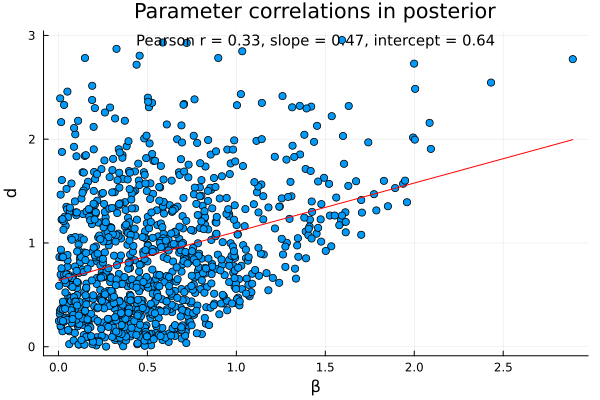 Parameter correlations in posterior
Pearson r = 0.33, slope = 0.47, intercept = 0.64
3
2
d
1
0
0.0 0.5 1.0 1.5 2.0 2.5
β